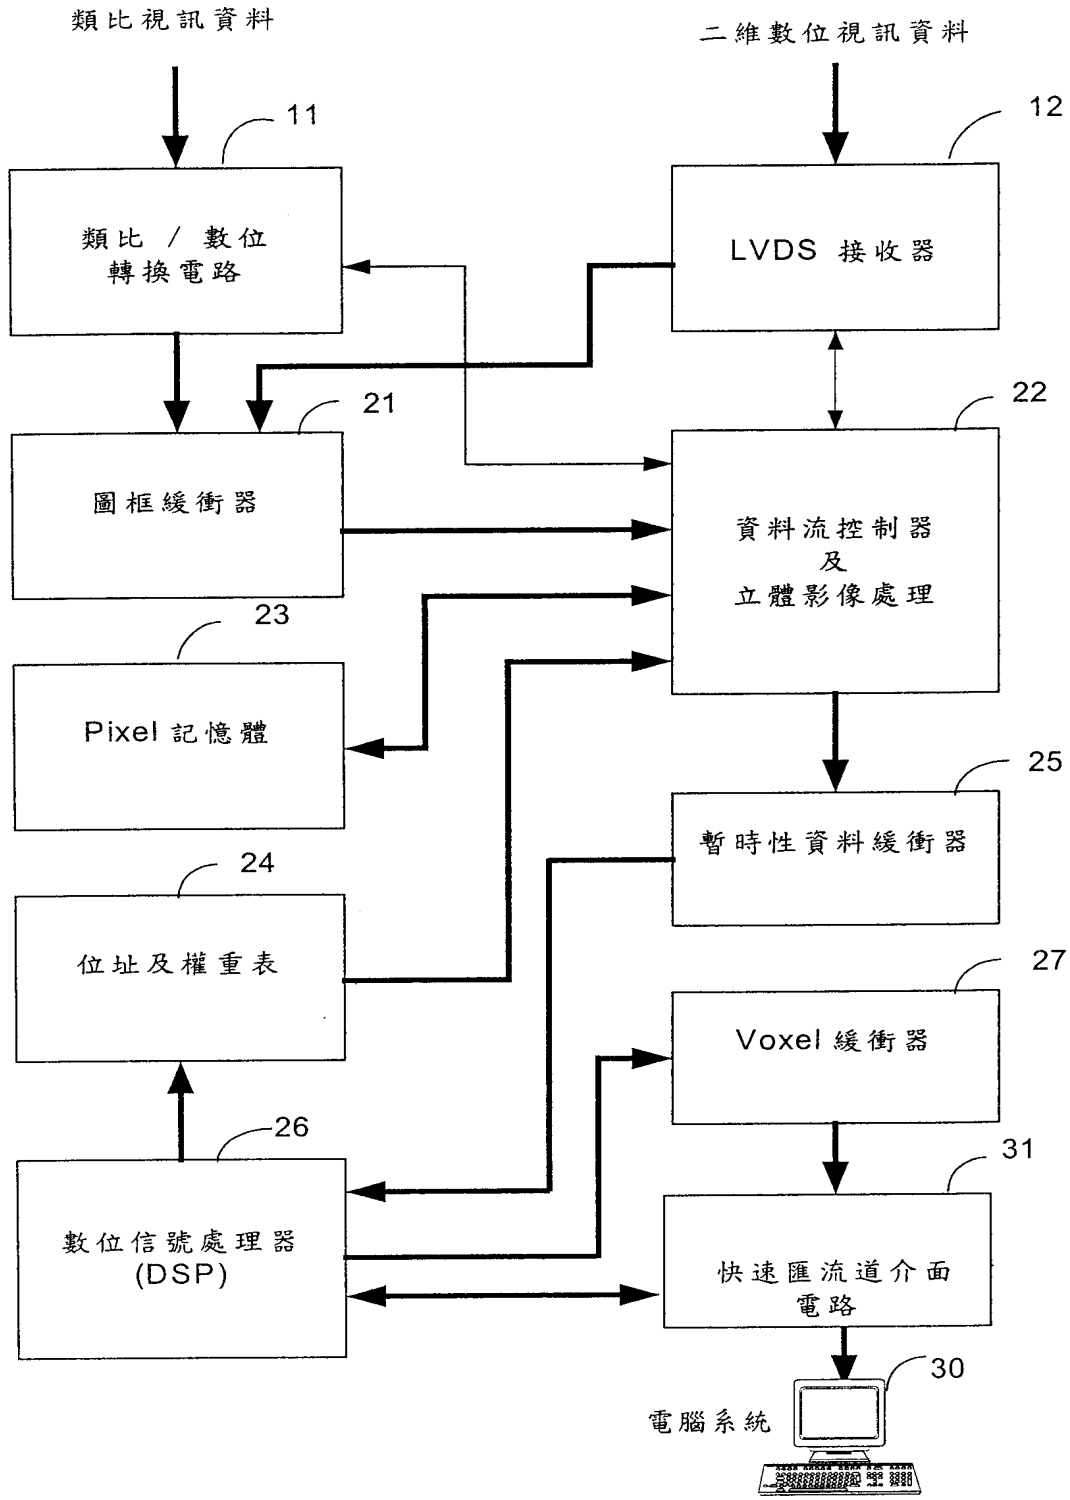 類比視訊資料
二維數位視訊資料
11
12
類比 / 數位
轉換電路
LVDS 接收器
21
22
圖框緩衝器
資料流控制器
及
立體影像處理
23
Pixel 記憶體
25
暫時性資料緩衝器
24
位址及權重表
27
Voxel 緩衝器
26
31
數位信號處理器
(DSP)
快速匯流道介面
電路
30
電腦系統